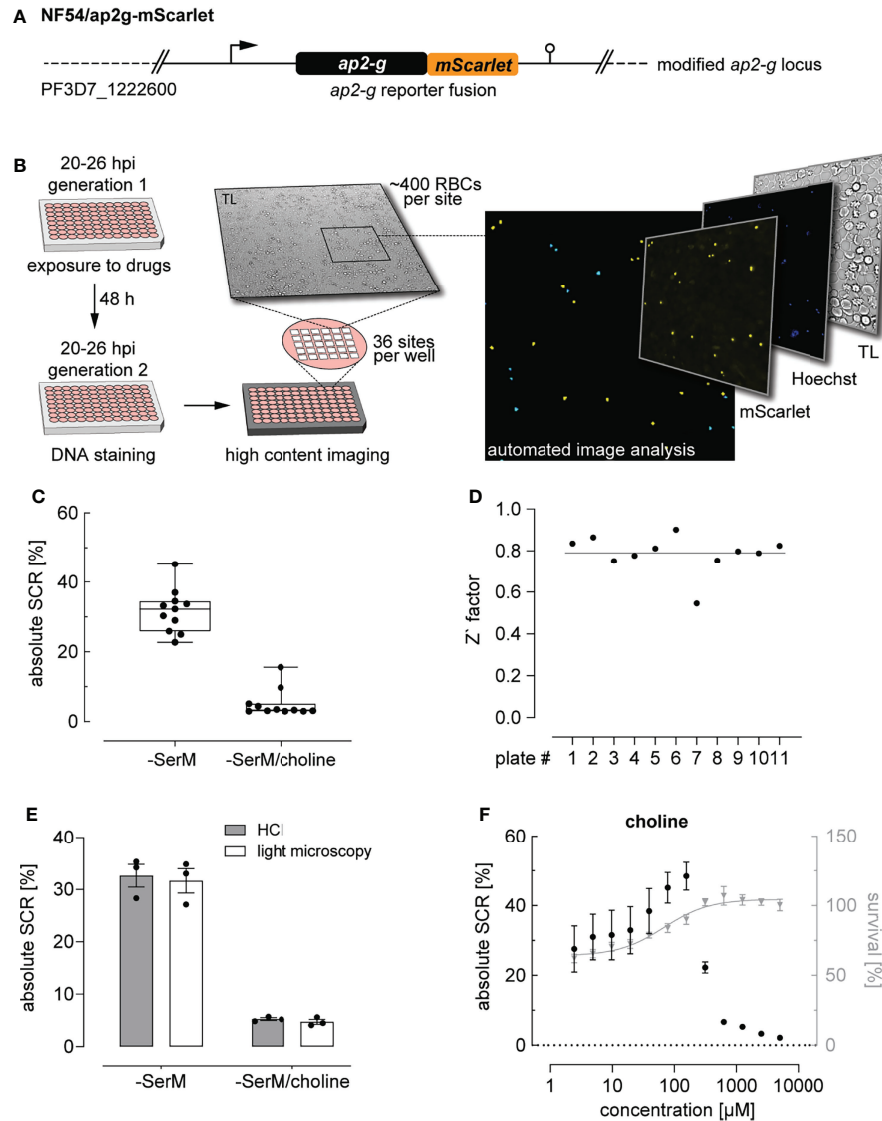 A NF54/ap2g-mScarlet
ap2-g mScarlet
PF3D7_1222600
ap2-g reporter fusion
modified ap2-g locus
B
20-26 hpi
generation 1
exposure to drugs
48 h
20-26 hpi
generation 2
DNA staining
TL
~400 RBCs
per site
36 sites
per well
high content imaging
automated image analysis
mScarlet
Hoechst
TL
C
absolute SCR [%]
60
40
20
0
-SerM
-SerM/choline
D
Z` factor
1.0
0.8
0.6
0.4
0.2
0.0
plate # 1 2 3 4 5 6 7 8 9 10 11
E
HCI
light microscopy
absolute SCR [%]
40
30
20
10
0
-SerM
-SerM/choline
F
choline
absolute SCR [%]
60
40
20
0
survival [%]
150
100
50
0
1 10 100 1000 10000
concentration [µM]